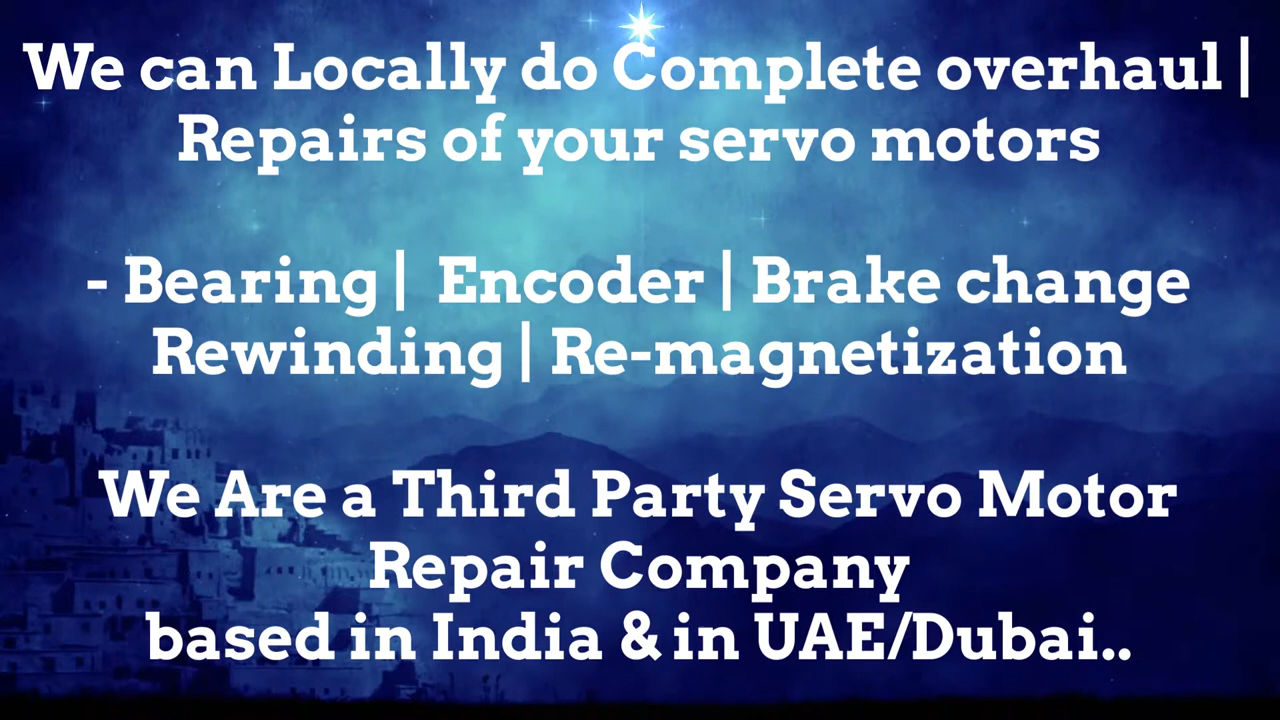 We can Locally do Complete overhaul |
Repairs of your servo motors
- Bearing |  Encoder | Brake change
Rewinding | Re-magnetization
We Are a Third Party Servo Motor
Repair Company
based in India & in UAE/Dubai..